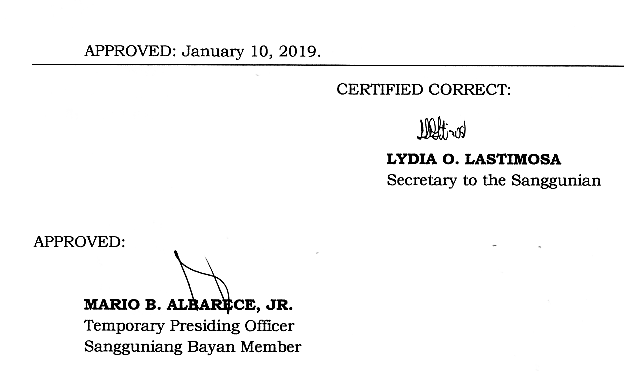 APPROVED: January 10, 2019.
CERTIFIED CORRECT:
LYDIA O. LASTIMOSA
Secretary to the Sanggunian
APPROVED:
MARIO B. ALBARECE, JR.
Temporary Presiding Officer
Sangguniang Bayan Member